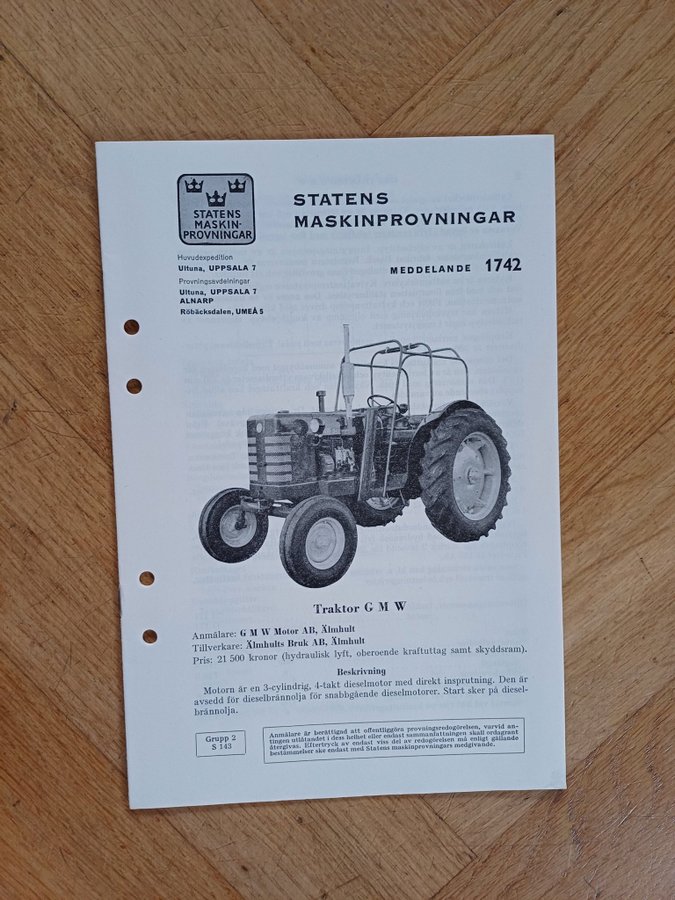 STATENS
MASKIN-
PROVNINGAR
STATENS
MASKINPROVNINGAR
Huvudexpedition
Ultuna, UPPSALA 7
Provningsavdelningar
Ultuna, UPPSALA 7
ALNARP
Röbäcksdalen, UMEÅ 5
MEDDELANDE 1742
Traktor G M W
Anmälare: G M W Motor AB, Älmhult
Tillverkare: Älmhults Bruk AB, Älmhult
Pris: 21 500 kronor (hydraulisk lyft, oberoende kraftuttag samt skyddsram).
Beskrivning
Motorn är en 3-cylindrig, 4-takt dieselmotor med direkt insprutning. Den är
avsedd för dieselbrännolja för snabbgående dieselmotorer. Start sker på diesel-
brännolja.
Grupp 2
S 143
Anmälare är berättigad att offentliggöra provningsredogörelsen, varvid an-
tingen utlåtandet i dess helhet eller endast sammanfattningen skall ordagrant
återgivas. Eftertryck av endast viss del av redogörelsen må enligt gällande
bestämmelser ske endast med Statens maskinprovningars medgivande.